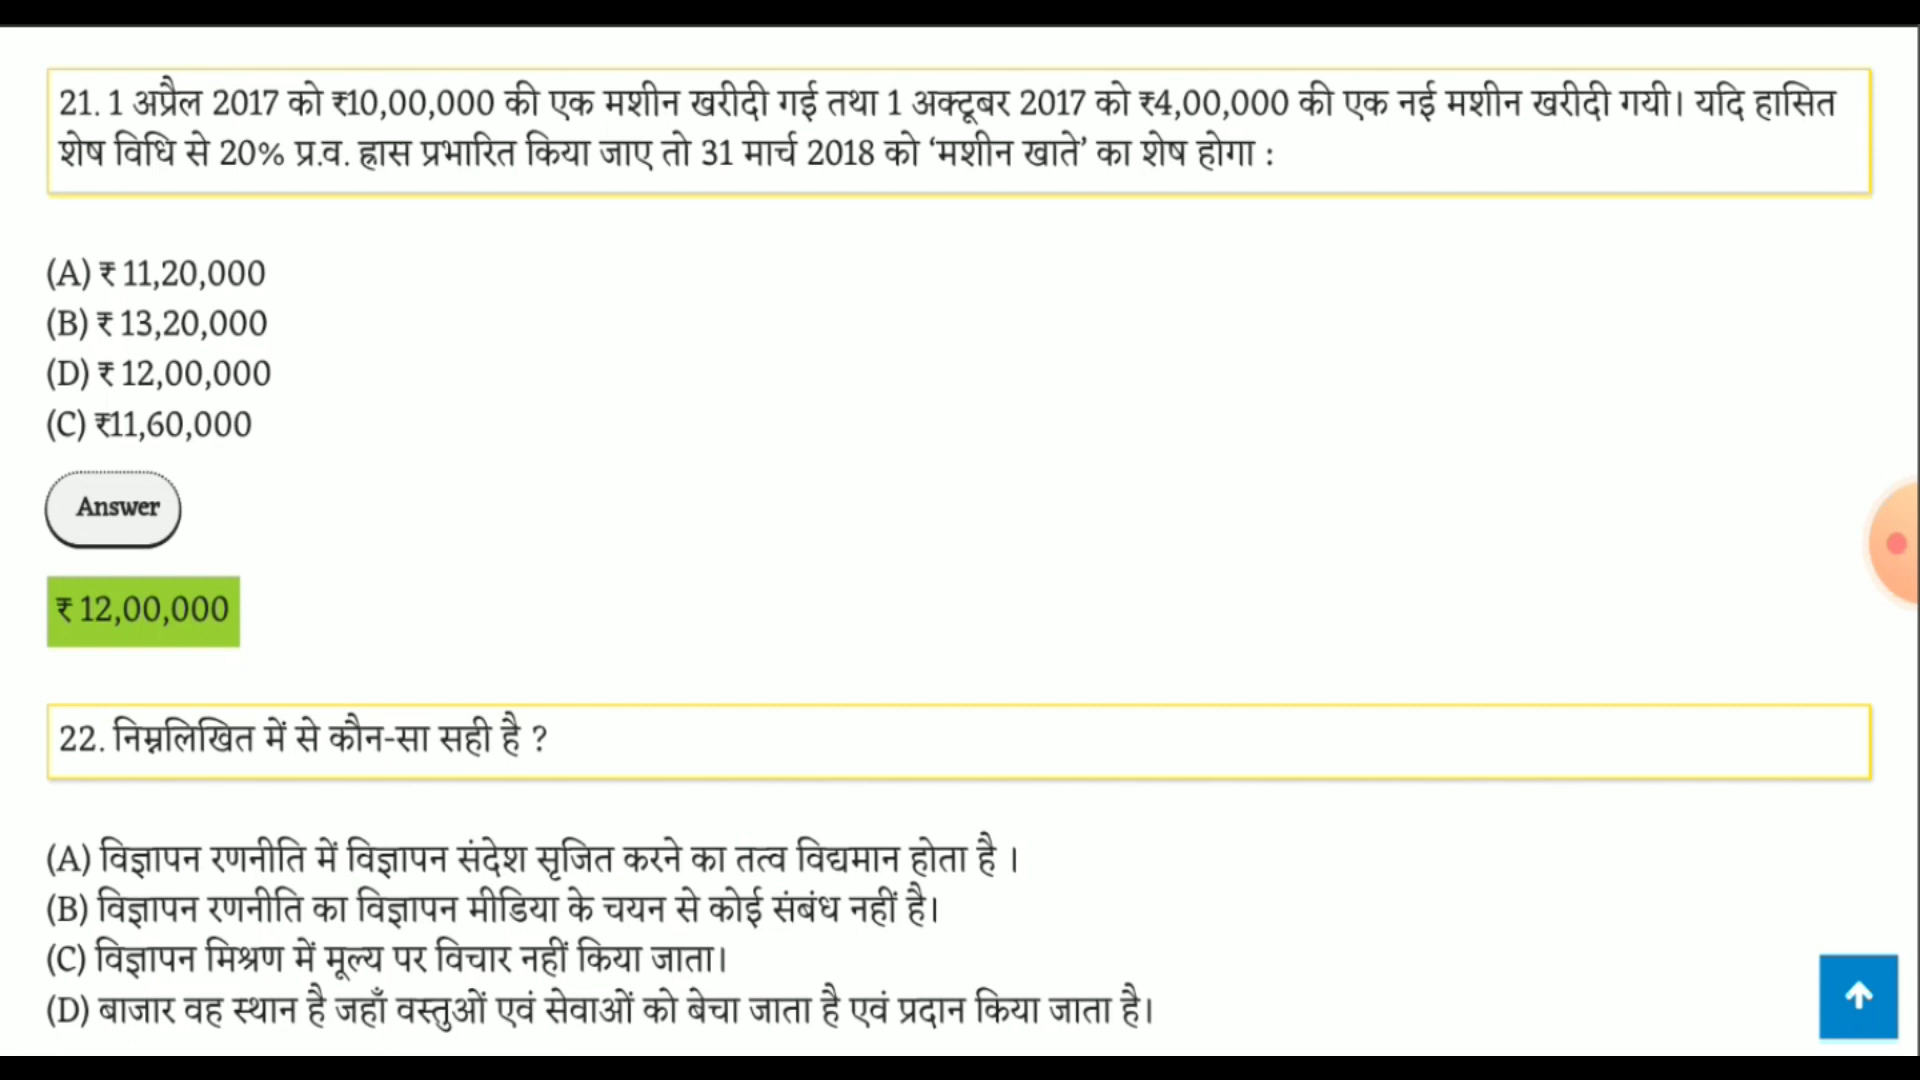 21. 1 अप्रैल 2017 को ₹10,00,000 की एक मशीन खरीदी गई तथा 1 अक्टूबर 2017 को ₹4,00,000 की एक नई मशीन खरीदी गयी। यदि हासित
शेष विधि से 20% प्र.व. ह्रास प्रभारित किया जाए तो 31 मार्च 2018 को ‘मशीन खाते’ का शेष होगा :
(A) ₹ 11,20,000
(B) ₹ 13,20,000
(D) ₹ 12,00,000
(C) ₹11,60,000
Answer
₹ 12,00,000
22. निम्नलिखित में से कौन-सा सही है ?
(A) विज्ञापन रणनीति में विज्ञापन संदेश सृजित करने का तत्व विद्यमान होता है ।
(B) विज्ञापन रणनीति का विज्ञापन मीडिया के चयन से कोई संबंध नहीं है।
(C) विज्ञापन मिश्रण में मूल्य पर विचार नहीं किया जाता।
(D) बाजार वह स्थान है जहाँ वस्तुओं एवं सेवाओं को बेचा जाता है एवं प्रदान किया जाता है।